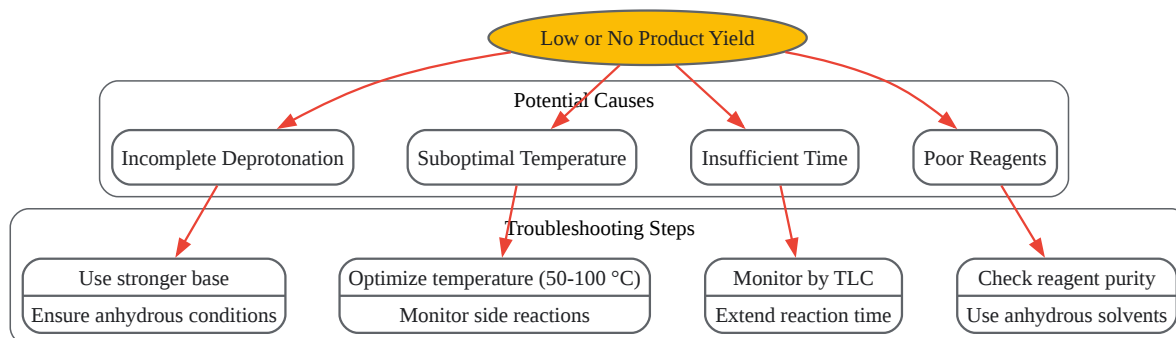 Low or No Product Yield
Potential Causes
Incomplete Deprotonation
Suboptimal Temperature
Insufficient Time
Poor Reagents
Troubleshooting Steps
Use stronger base
Ensure anhydrous conditions
Optimize temperature (50-100 °C)
Monitor side reactions
Monitor by TLC
Extend reaction time
Check reagent purity
Use anhydrous solvents